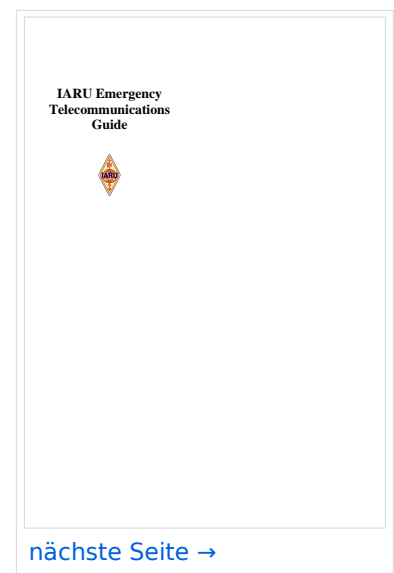 IARU Emergency
Telecommunications
Guide
IARU
nächste Seite →